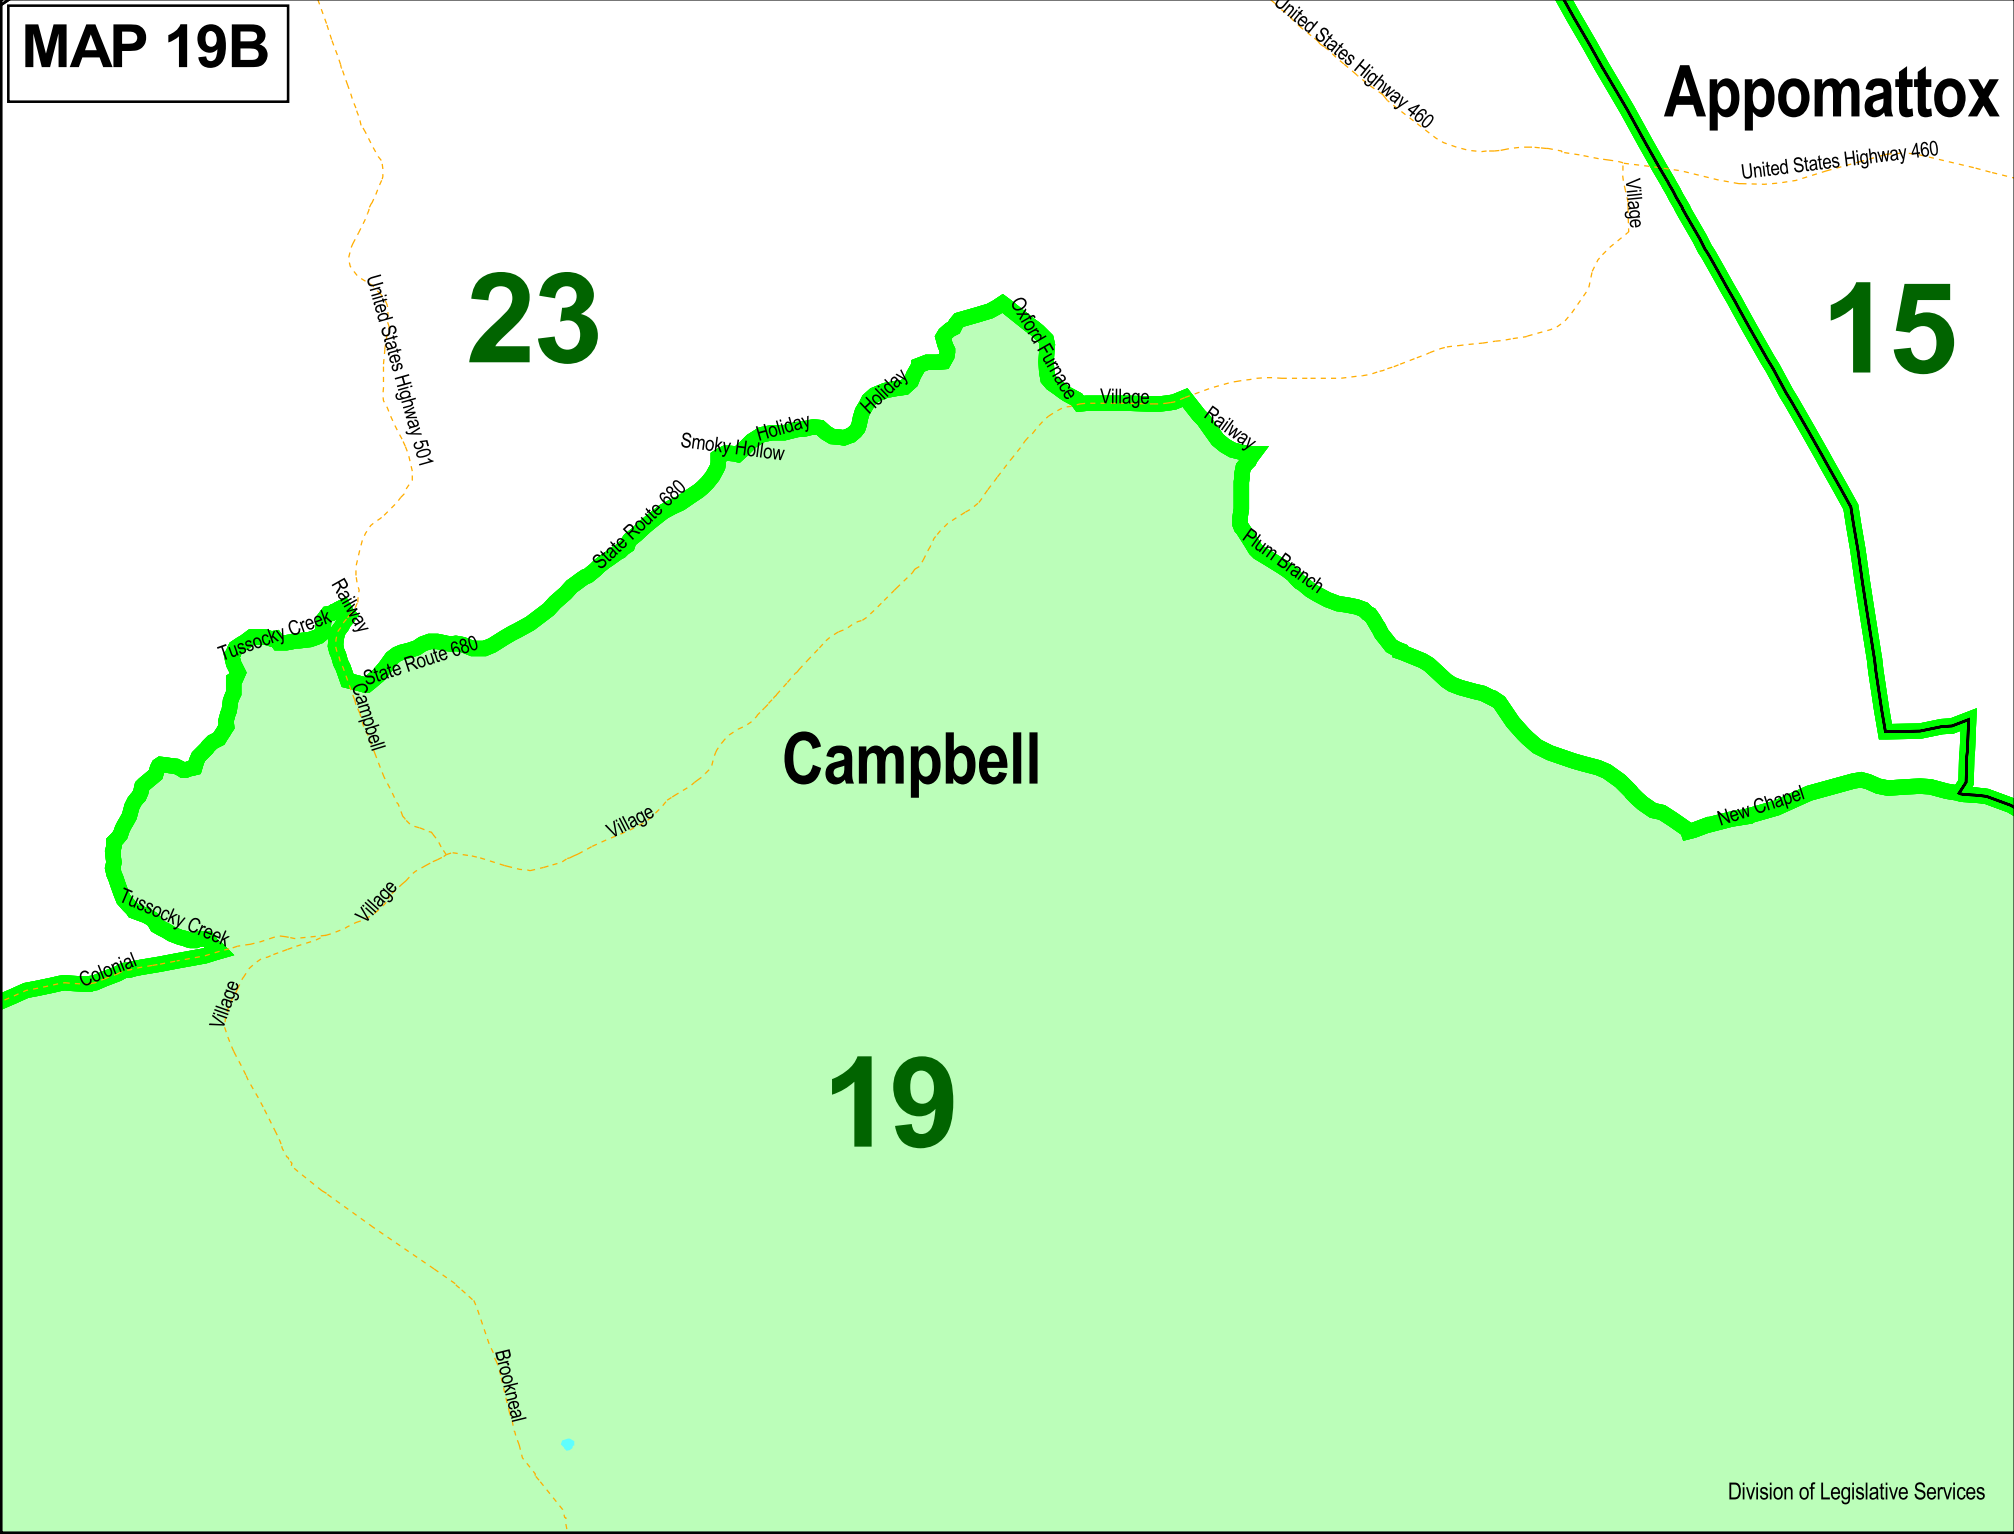 MAP 19B
United States Highway 460
Appomattox
United States Highway 460
Village
23
15
United States Highway 501
Oxford Furnace
Holiday
Village
Railway
Holiday
Smoky Hollow
State Route 680
Plum Branch
Railway
Tussocky Creek
State Route 680
Campbell
Campbell
New Chapel
Village
Village
Tussocky Creek
Colonial
Village
19
Brookneal
Division of Legislative Services